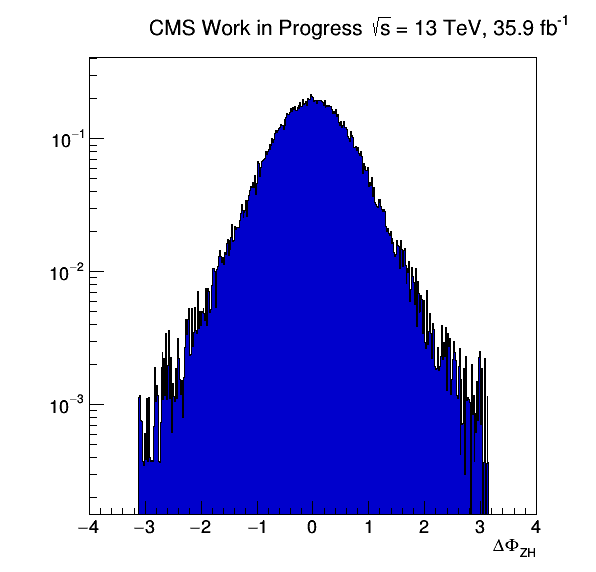 CMS Work in Progress √s = 13 TeV, 35.9 fb⁻¹
10⁻¹
10⁻²
10⁻³
−4 −3 −2 −1 0 1 2 3 4
ΔΦ_ZH